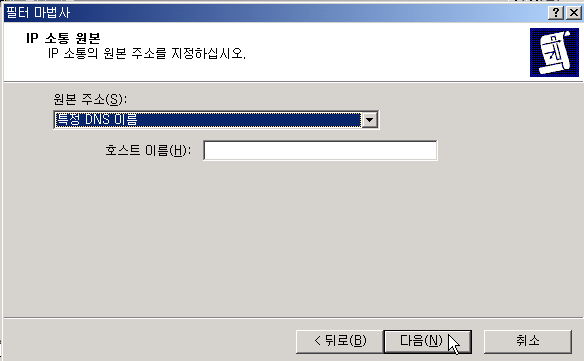 필터 마법사
IP 소통 원본
IP 소통의 원본 주소를 지정하십시오.
원본 주소(S):
특정 DNS 이름
호스트 이름(H):
< 뒤로(B) 다음(N) 취소